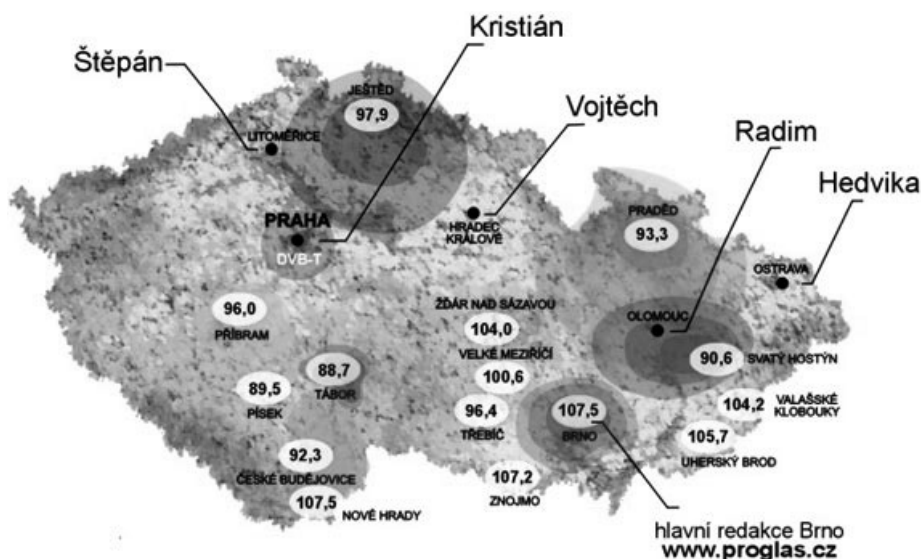 Kristián
Štěpán
Vojtěch
Radim
Hedvika
JEŠTĚD
97,9
LITOMĚŘICE
PRAHA
DVB-T
HRADEC
KRÁLOVÉ
PRADĚD
93,3
OSTRAVA
96,0
PŘÍBRAM
ŽĎÁR NAD SÁZAVOU
104,0
VELKÉ MEZIŘÍČÍ
100,6
OLOMOUC
90,6
SVATÝ HOSTÝN
88,7
TÁBOR
89,5
PÍSEK
96,4
TŘEBÍČ
107,5
BRNO
104,2
VALAŠSKÉ
KLOBOUKY
105,7
UHERSKÝ BROD
92,3
ČESKÉ BUDĚJOVICE
107,5
NOVÉ HRADY
107,2
ZNOJMO
hlavní redakce Brno
www.proglas.cz